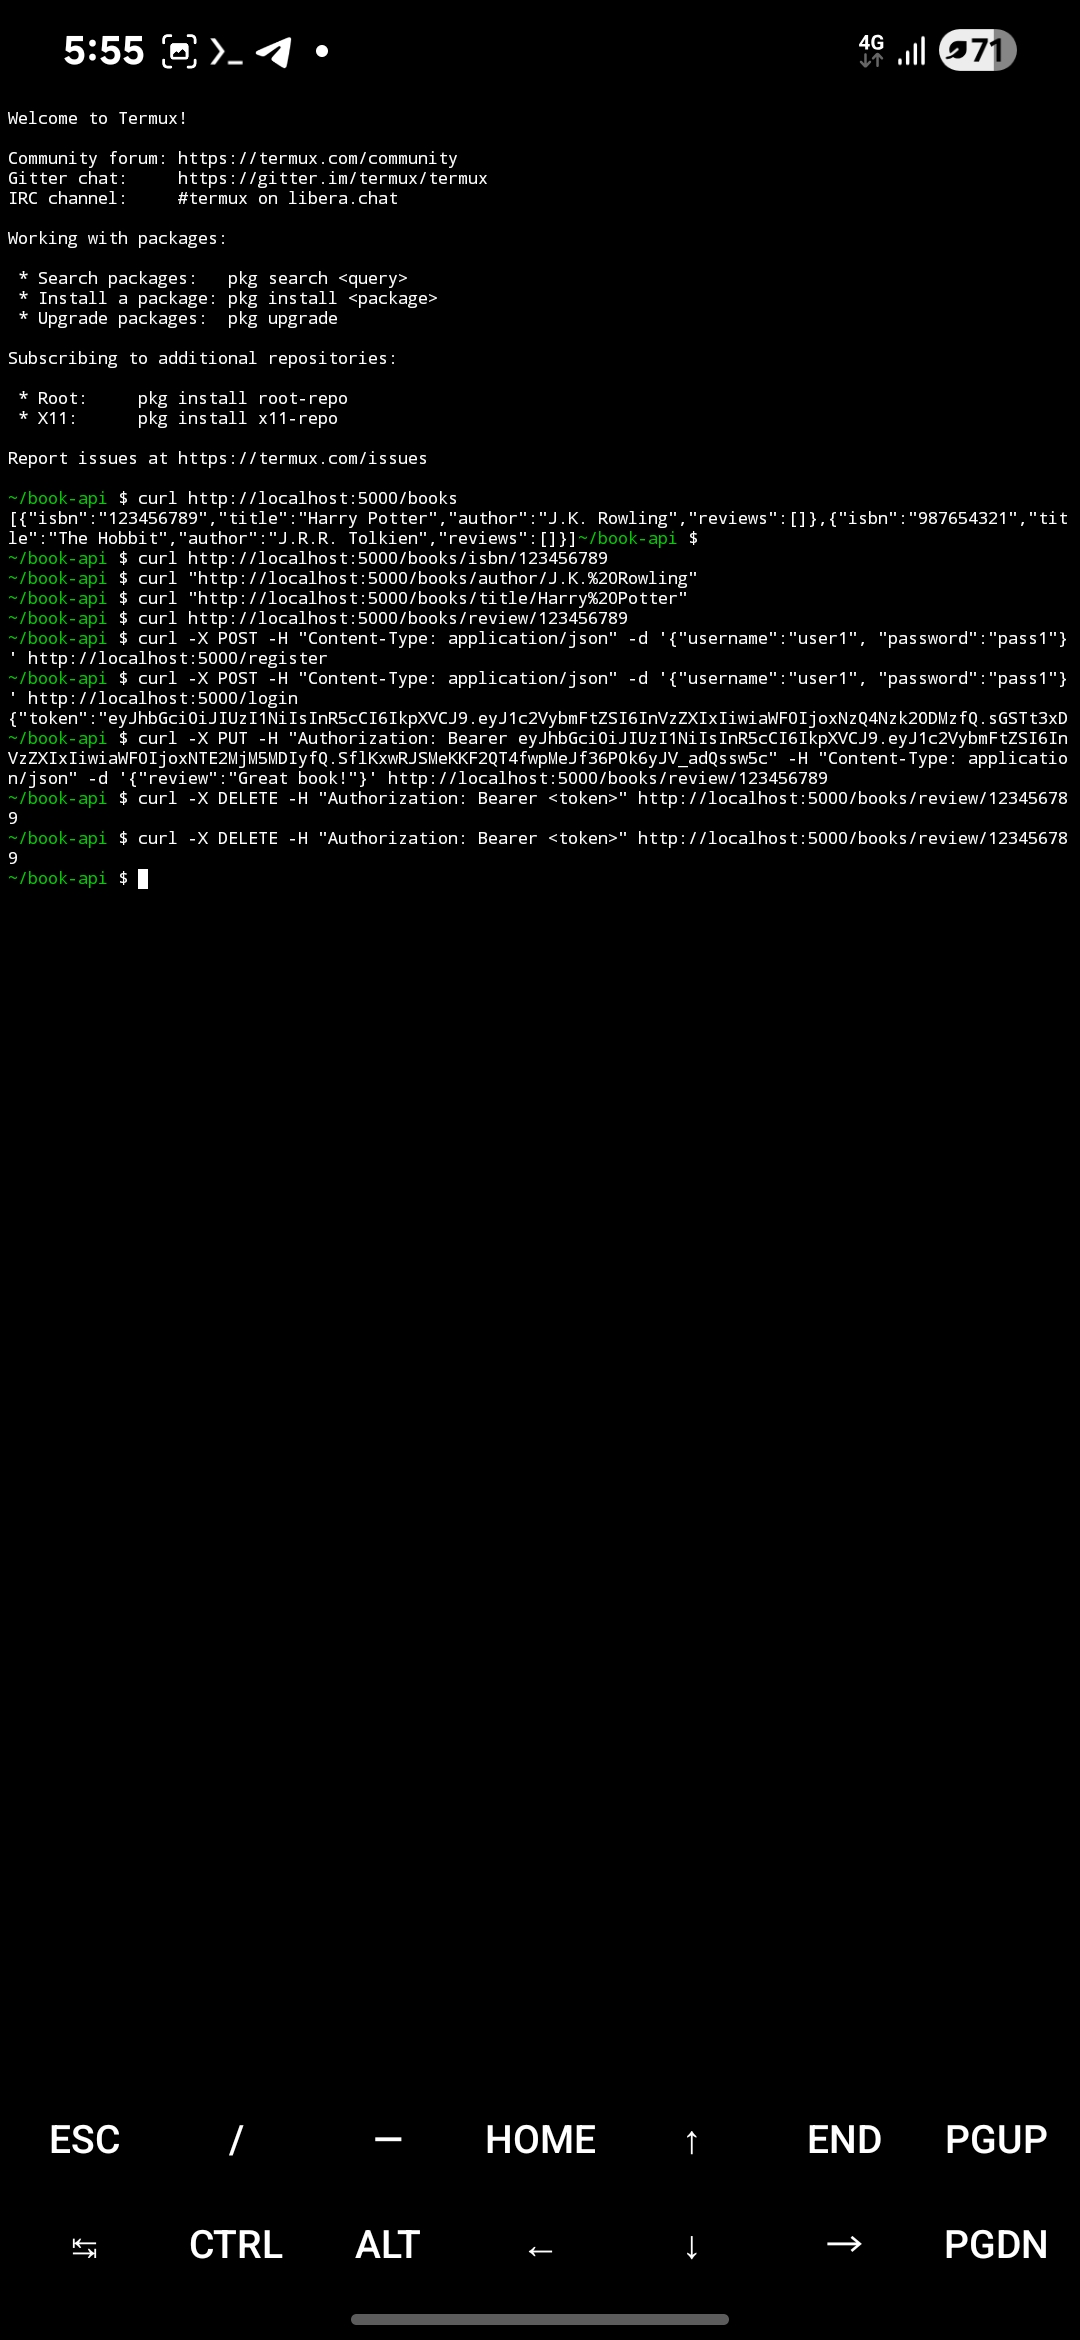 5:55
4G
71
Welcome to Termux!
Community forum: https://termux.com/community
Gitter chat:     https://gitter.im/termux/termux
IRC channel:     #termux on libera.chat
Working with packages:
 * Search packages:   pkg search <query>
 * Install a package: pkg install <package>
 * Upgrade packages:  pkg upgrade
Subscribing to additional repositories:
 * Root:     pkg install root-repo
 * X11:      pkg install x11-repo
Report issues at https://termux.com/issues
~/book-api $ curl http://localhost:5000/books
[{"isbn":"123456789","title":"Harry Potter","author":"J.K. Rowling","reviews":[]},{"isbn":"987654321","tit
le":"The Hobbit","author":"J.R.R. Tolkien","reviews":[]}]~/book-api $
~/book-api $ curl http://localhost:5000/books/isbn/123456789
~/book-api $ curl "http://localhost:5000/books/author/J.K.%20Rowling"
~/book-api $ curl "http://localhost:5000/books/title/Harry%20Potter"
~/book-api $ curl http://localhost:5000/books/review/123456789
~/book-api $ curl -X POST -H "Content-Type: application/json" -d '{"username":"user1", "password":"pass1"}
' http://localhost:5000/register
~/book-api $ curl -X POST -H "Content-Type: application/json" -d '{"username":"user1", "password":"pass1"}
' http://localhost:5000/login
{"token":"eyJhbGciOiJIUzI1NiIsInR5cCI6IkpXVCJ9.eyJ1c2VybmFtZSI6InVzZXIxIiwiaWF0IjoxNzQ4Nzk2ODMzfQ.sGSTt3xD
~/book-api $ curl -X PUT -H "Authorization: Bearer eyJhbGciOiJIUzI1NiIsInR5cCI6IkpXVCJ9.eyJ1c2VybmFtZSI6In
VzZXIxIiwiaWF0IjoxNTE2MjM5MDIyfQ.SflKxwRJSMeKKF2QT4fwpMeJf36POk6yJV_adQssw5c" -H "Content-Type: applicatio
n/json" -d '{"review":"Great book!"}' http://localhost:5000/books/review/123456789
~/book-api $ curl -X DELETE -H "Authorization: Bearer <token>" http://localhost:5000/books/review/12345678
9
~/book-api $ curl -X DELETE -H "Authorization: Bearer <token>" http://localhost:5000/books/review/12345678
9
~/book-api $
ESC / — HOME ↑ END PGUP
↹ CTRL ALT ← ↓ → PGDN